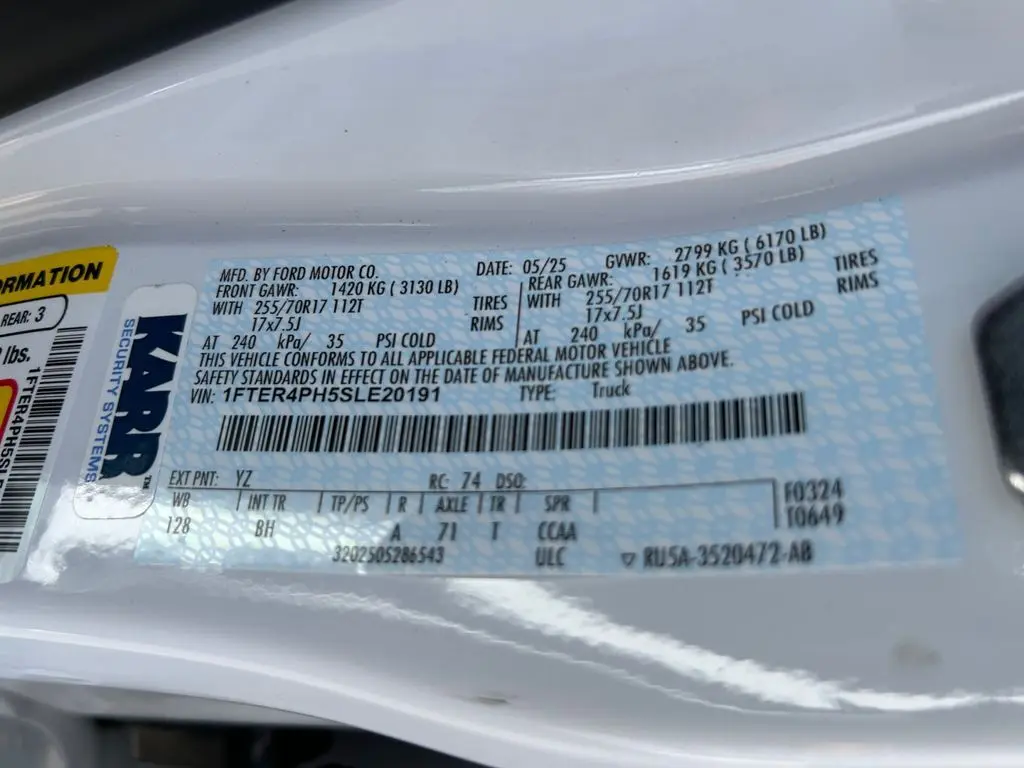 ORMATION
REAR: 3
lbs.
1FTER4PH5SL
KARR™
SECURITY SYSTEMS
MFD. BY FORD MOTOR CO. DATE: 05/25 GVWR: 2799 KG ( 6170 LB)
FRONT GAWR: 1420 KG ( 3130 LB) REAR GAWR: 1619 KG ( 3570 LB)
WITH 255/70R17 112T TIRES WITH 255/70R17 112T TIRES
17x7.5J RIMS 17x7.5J RIMS
AT 240 kPa/ 35 PSI COLD AT 240 kPa/ 35 PSI COLD
THIS VEHICLE CONFORMS TO ALL APPLICABLE FEDERAL MOTOR VEHICLE
SAFETY STANDARDS IN EFFECT ON THE DATE OF MANUFACTURE SHOWN ABOVE.
VIN: 1FTER4PH5SLE20191 TYPE: Truck
EXT PNT: YZ RC: 74 DSO:
WB INT TR TP/PS R AXLE TR SPR F0324
128 BH A 71 T CCAA T0649
3202505286543 ULC ▽ RU5A-3520472-AB